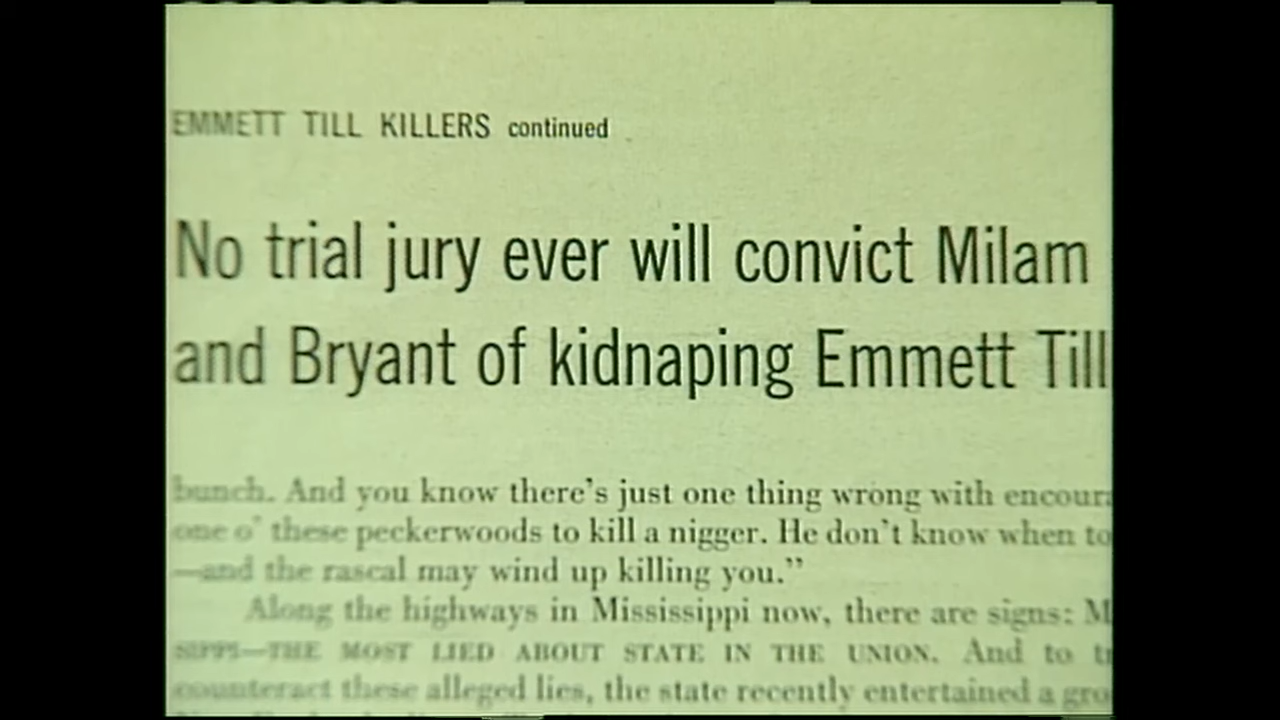 EMMETT TILL KILLERS continued
No trial jury ever will convict Milam
and Bryant of kidnaping Emmett Till
bunch. And you know there's just one thing wrong with
one o' these peckerwoods to kill a nigger. He don't know when to
—and the rascal may wind up killing you.”
Along the highways in Mississippi now, there are signs:
SIPPI—THE MOST LIED ABOUT STATE IN THE UNION. And to
counteract these alleged lies, the state recently entertained a